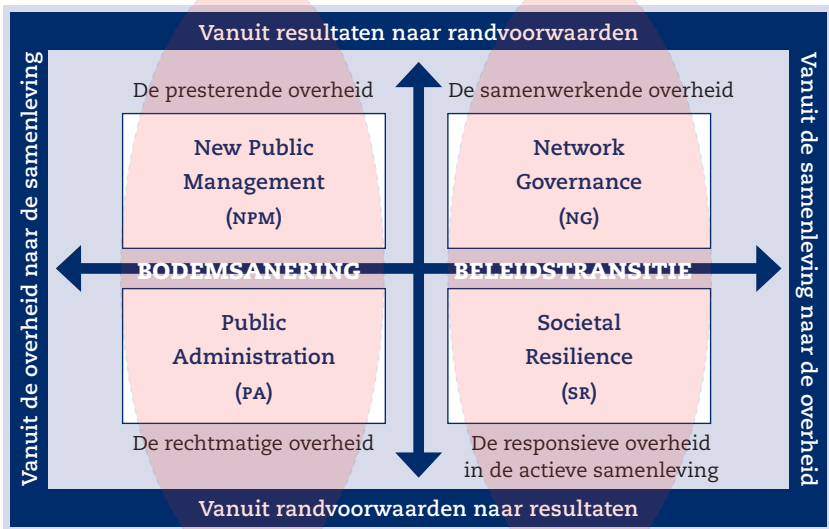 Vanuit resultaten naar randvoorwaarden
Vanuit de overheid naar de samenleving
De presterende overheid
New Public
Management
(NPM)
De samenwerkende overheid
Network
Governance
(NG)
Vanuit de samenleving naar de overheid
BODEMSANERING
BELEIDSTRANSITIE
Public
Administration
(PA)
De rechtmatige overheid
Societal
Resilience
(SR)
De responsieve overheid
in de actieve samenleving
Vanuit randvoorwaarden naar resultaten